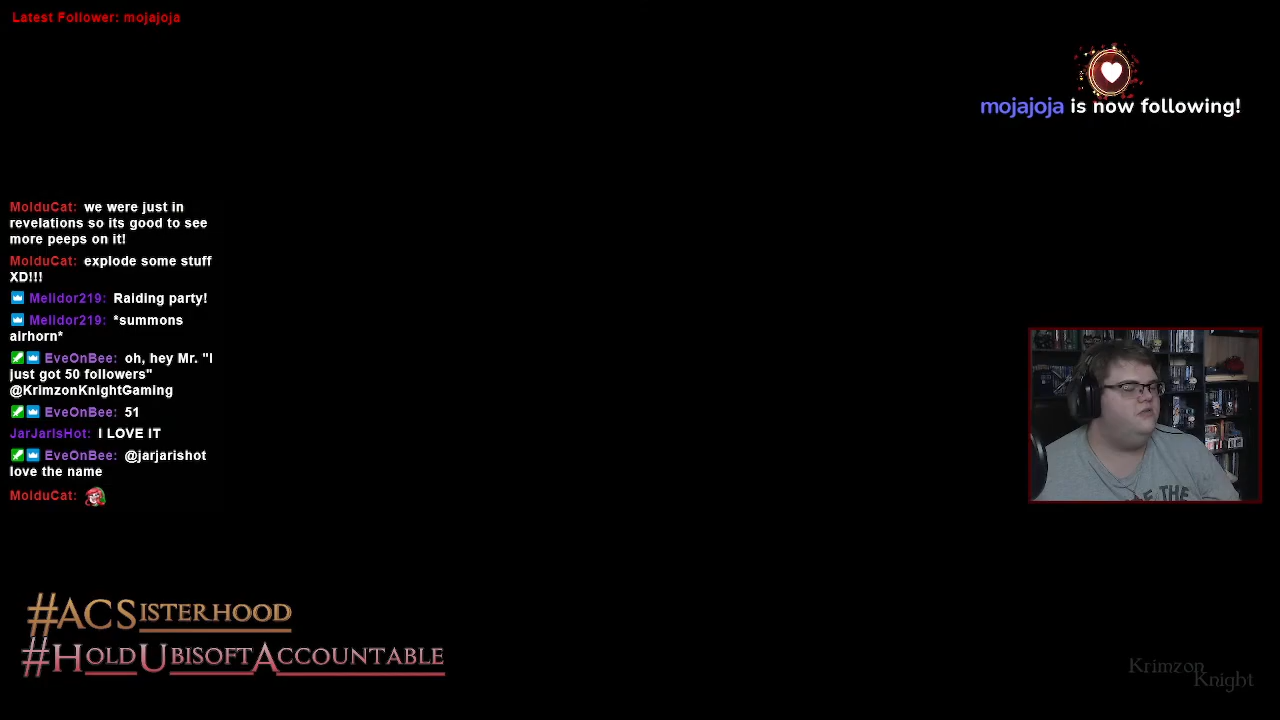 Latest Follower: mojajoja
mojajoja is now following!
MolduCat: we were just in
revelations so its good to see
more peeps on it!
MolduCat: explode some stuff
XD!!!
Melldor219: Raiding party!
Melldor219: *summons
airhorn*
EveOnBee: oh, hey Mr. "I
just got 50 followers"
@KrimzonKnightGaming
EveOnBee: 51
JarJarIsHot: I LOVE IT
EveOnBee: @jarjarishot
love the name
MolduCat:
#ACSISTERHOOD
#HOLDUBISOFTACCOUNTABLE
THE
Krimzon
Knight